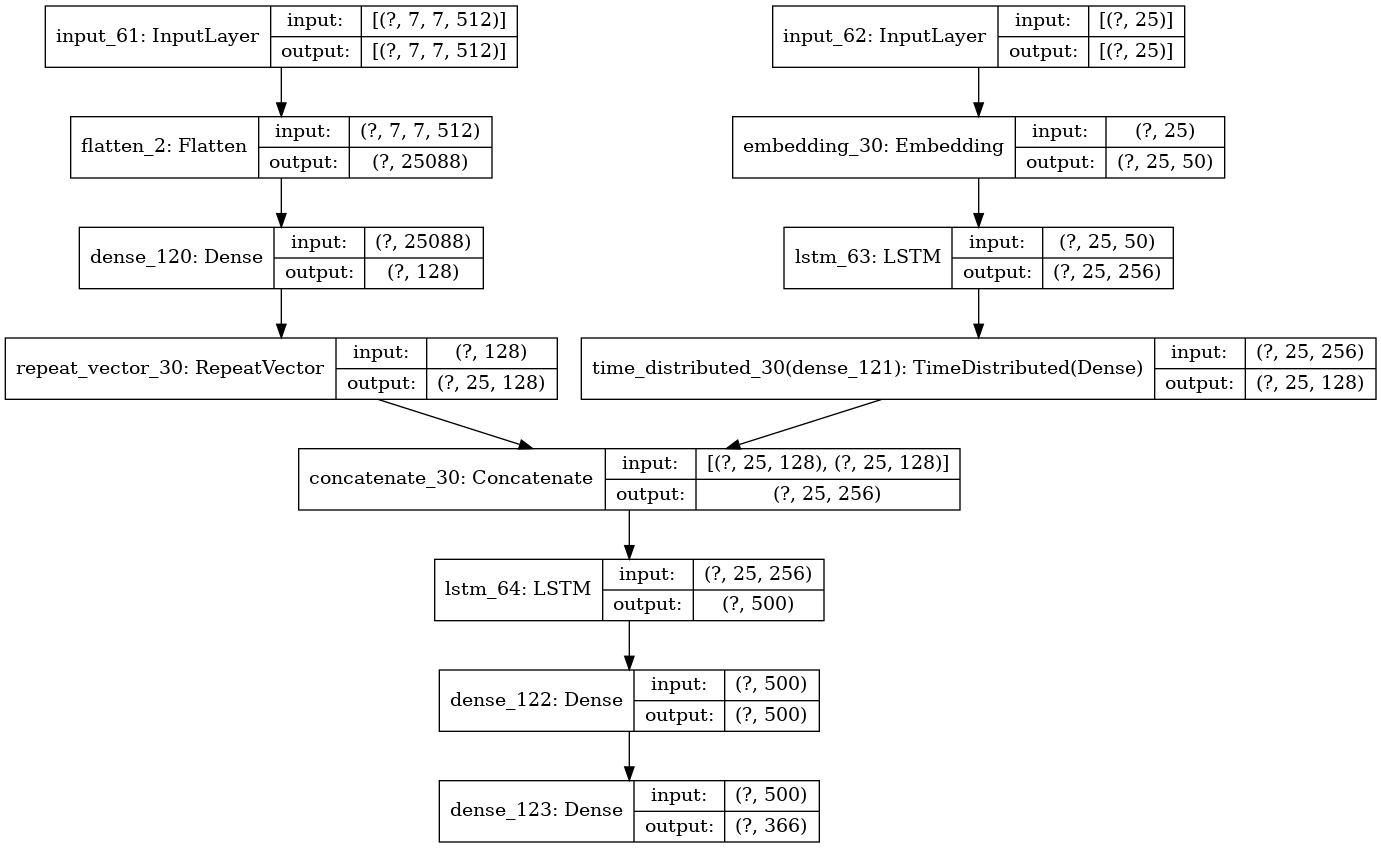 input_61: InputLayer
input: [(?, 7, 7, 512)]
output: [(?, 7, 7, 512)]
input_62: InputLayer
input: [(?, 25)]
output: [(?, 25)]
flatten_2: Flatten
input: (?, 7, 7, 512)
output: (?, 25088)
embedding_30: Embedding
input: (?, 25)
output: (?, 25, 50)
dense_120: Dense
input: (?, 25088)
output: (?, 128)
lstm_63: LSTM
input: (?, 25, 50)
output: (?, 25, 256)
repeat_vector_30: RepeatVector
input: (?, 128)
output: (?, 25, 128)
time_distributed_30(dense_121): TimeDistributed(Dense)
input: (?, 25, 256)
output: (?, 25, 128)
concatenate_30: Concatenate
input: [(?, 25, 128), (?, 25, 128)]
output: (?, 25, 256)
lstm_64: LSTM
input: (?, 25, 256)
output: (?, 500)
dense_122: Dense
input: (?, 500)
output: (?, 500)
dense_123: Dense
input: (?, 500)
output: (?, 366)